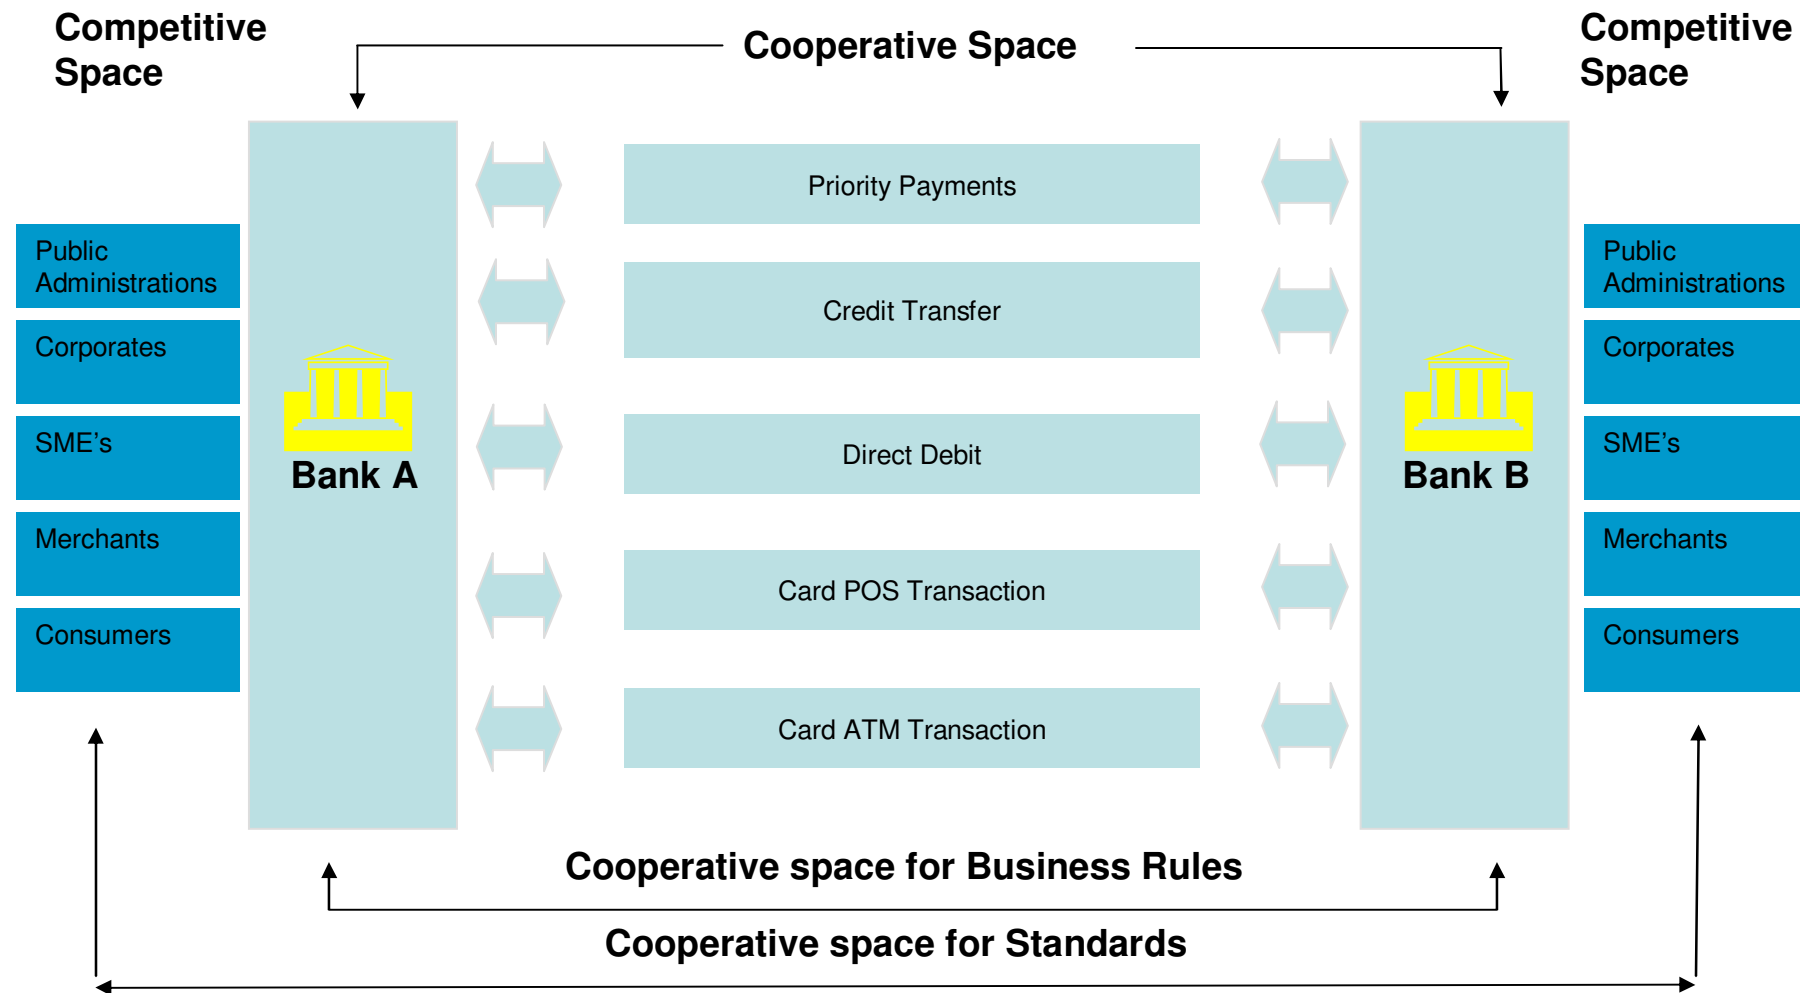 Competitive
Space
Cooperative Space
Competitive
Space
Priority Payments
Public
Administrations
Public
Administrations
Credit Transfer
Corporates
Corporates
SME's
SME's
Direct Debit
Bank A
Bank B
Merchants
Merchants
Card POS Transaction
Consumers
Consumers
Card ATM Transaction
Cooperative space for Business Rules
Cooperative space for Standards